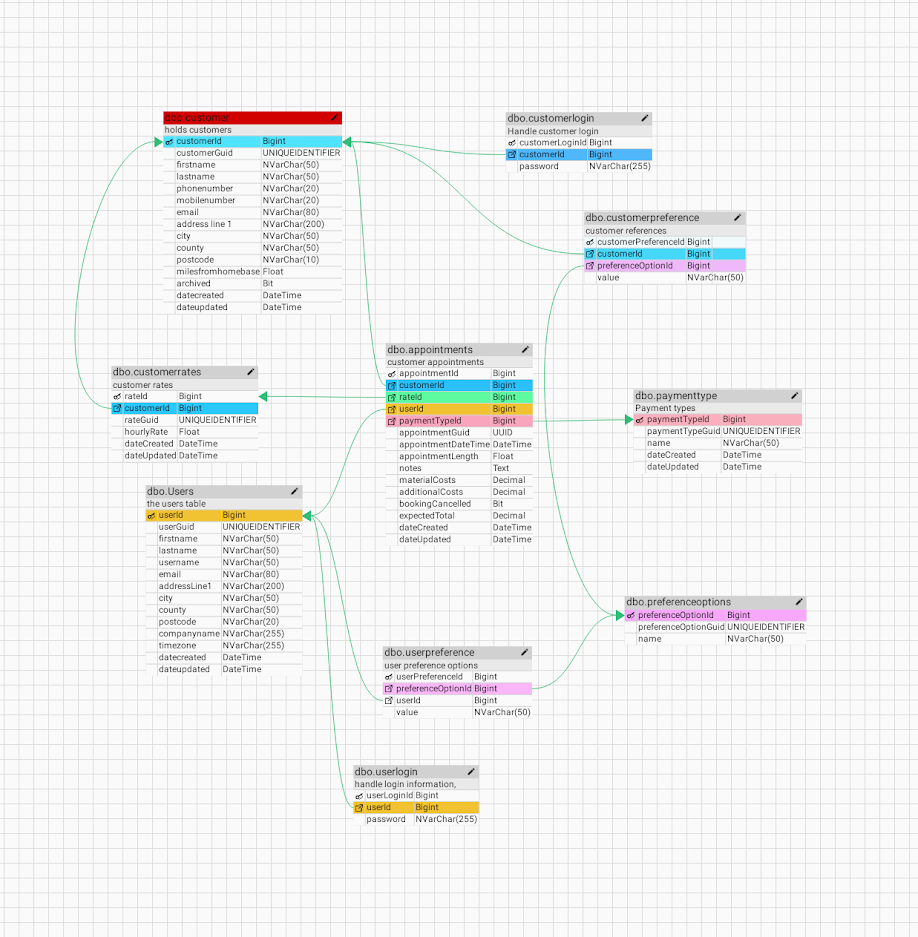 dbo.customer
holds customers
customerId Bigint
customerGuid UNIQUEIDENTIFIER
firstname NVarChar(50)
lastname NVarChar(50)
phonenumber NVarChar(20)
mobilenumber NVarChar(20)
email NVarChar(80)
address line 1 NVarChar(200)
city NVarChar(50)
county NVarChar(50)
postcode NVarChar(10)
milesfromhombase Float
archived Bit
datecreated DateTime
dateupdated DateTime
dbo.customerlogin
Handle customer login
customerLoginId Bigint
customerId Bigint
password NVarChar(255)
dbo.customerpreference
customer references
customerPreferenceId Bigint
customerId Bigint
preferenceOptionId Bigint
value NVarChar(50)
dbo.customerrates
customer rates
rateId Bigint
customerId Bigint
rateGuid UNIQUEIDENTIFIER
hourlyRate Float
dateCreated DateTime
dateUpdated DateTime
dbo.appointments
customer appointments
appointmentId Bigint
customerId Bigint
rateId Bigint
userId Bigint
paymentTypeId Bigint
appointmentGuid UUID
appointmentDateTime DateTime
appointmentLength Float
notes Text
materialCosts Decimal
additionalCosts Decimal
bookingCancelled Bit
expectedTotal Decimal
dateCreated DateTime
dateUpdated DateTime
dbo.paymenttype
Payment types
paymentTypeId Bigint
paymentTypeGuid UNIQUEIDENTIFIER
name NVarChar(50)
dateCreated DateTime
dateUpdated DateTime
dbo.Users
the users table
userId Bigint
userGuid UNIQUEIDENTIFIER
firstname NVarChar(50)
lastname NVarChar(50)
username NVarChar(50)
email NVarChar(80)
addressLine1 NVarChar(200)
city NVarChar(50)
county NVarChar(50)
postcode NVarChar(20)
companyname NVarChar(255)
timezone NVarChar(255)
datecreated DateTime
dateupdated DateTime
dbo.preferenceoptions
preferenceOptionId Bigint
preferenceOptionGuid UNIQUEIDENTIFIER
name NVarChar(50)
dbo.userpreference
user preference options
userPreferenceId Bigint
preferenceOptionId Bigint
userId Bigint
value NVarChar(50)
dbo.userlogin
handle login information,
userLoginId Bigint
userId Bigint
password NVarChar(255)